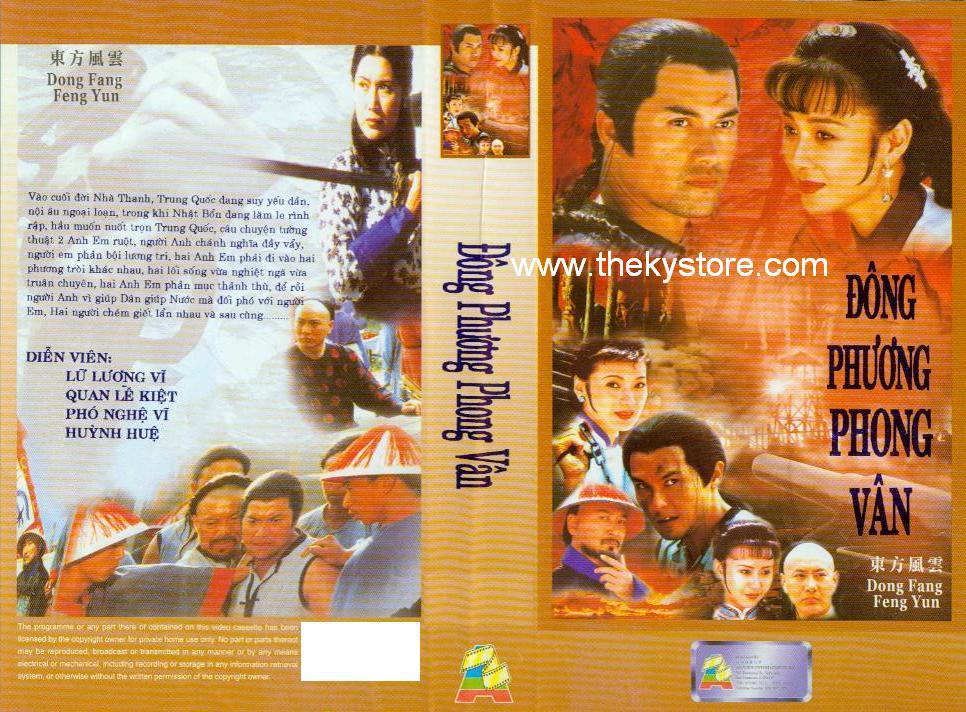 東方風雲
Dong Fang
Feng Yun
Vào cuối đời Nhà Thanh, Trung Quốc đang suy yếu dần,
nội ẩu ngoại loạn, trong khi Nhật Bổn đang lăm le rình
rập, hầu muốn nuốt trọn Trung Quốc, câu chuyện tường
thuật 2 Anh Em ruột, người Anh chánh nghĩa đầy vẩy,
người em phản bội lương tri, hai Anh Em phải đi vào hai
phương trời khác nhau, hai lối sống vừa nghiệt ngã vừa
truân chuyên, hai Anh Em phản mục thành thù, để rồi
người Anh vì giúp Dân giúp Nước mà đối phó với người
Em, Hai người chém giết lẫn nhau và sau cùng.........
DIỄN VIÊN:
LỮ LƯƠNG VĨ
QUAN LỄ KIỆT
PHÓ NGHỆ VĨ
HUỲNH HUỆ
The programme or any part there of contained on this video cassette has been
licensed by the copyright owner for private home use only. No part or parts thereof
may be reproduced, broadcast or transmitted in any manner or by any means
electrical or mechanical, including recording or storage in any information retrieval
system, or otherwise without the written permission of the copyright owner.
Đông Phương Phong Vân
www.thekystore.com
ĐÔNG
PHƯƠNG
PHONG
VÂN
東方風雲
Dong Fang
Feng Yun